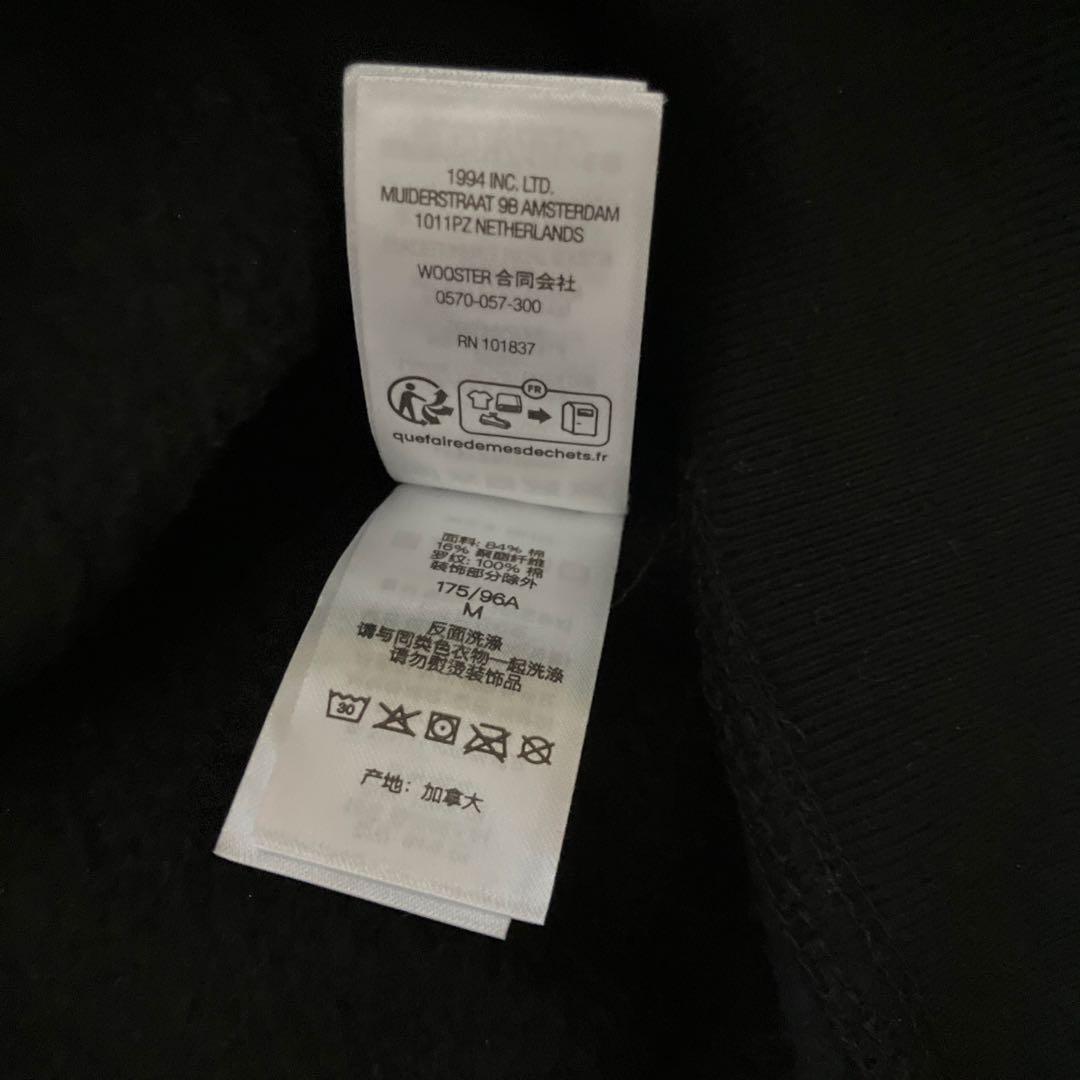 1994 INC. LTD.
MUIDERSTRAAT 9B AMSTERDAM
1011PZ NETHERLANDS
WOOSTER 合同会社
0570-057-300
RN 101837
FR
quefairedemesdechets.fr
面料: 84% 棉
16% 聚酯纤维
罗纹: 100% 棉
装饰部分除外
175/96A
M
反面洗涤
请与同类色衣物一起洗涤
请勿熨烫装饰品
30
产地: 加拿大